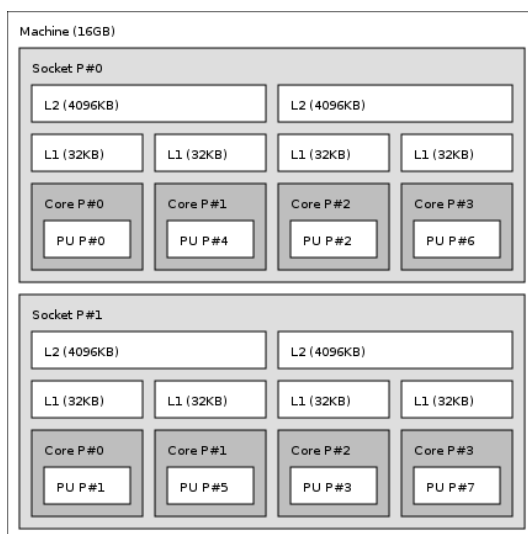 Machine (16GB)
Socket P#0
L2 (4096KB) L2 (4096KB)
L1 (32KB) L1 (32KB) L1 (32KB) L1 (32KB)
Core P#0 Core P#1 Core P#2 Core P#3
PU P#0 PU P#4 PU P#2 PU P#6
Socket P#1
L2 (4096KB) L2 (4096KB)
L1 (32KB) L1 (32KB) L1 (32KB) L1 (32KB)
Core P#0 Core P#1 Core P#2 Core P#3
PU P#1 PU P#5 PU P#3 PU P#7